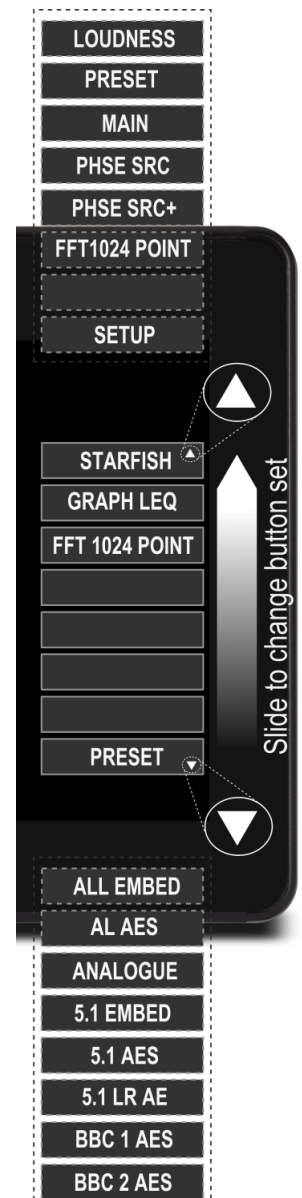 LOUDNESS
PRESET
MAIN
PHSE SRC
PHSE SRC+
FFT1024 POINT
SETUP
STARFISH
GRAPH LEQ
FFT 1024 POINT
PRESET
Slide to change button set
ALL EMBED
AL AES
ANALOGUE
5.1 EMBED
5.1 AES
5.1 LR AE
BBC 1 AES
BBC 2 AES